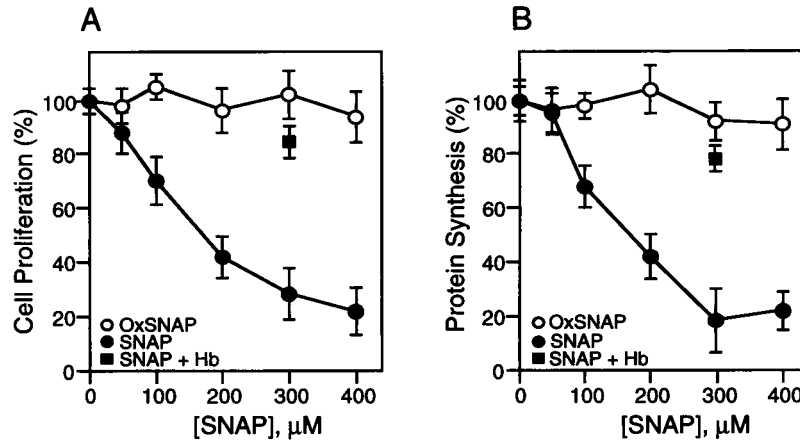 A
Cell Proliferation (%)
100
80
60
40
20
0
OxSNAP
SNAP
SNAP + Hb
0 100 200 300 400
[SNAP], μM
B
Protein Synthesis (%)
100
80
60
40
20
0
OxSNAP
SNAP
SNAP + Hb
0 100 200 300 400
[SNAP], μM